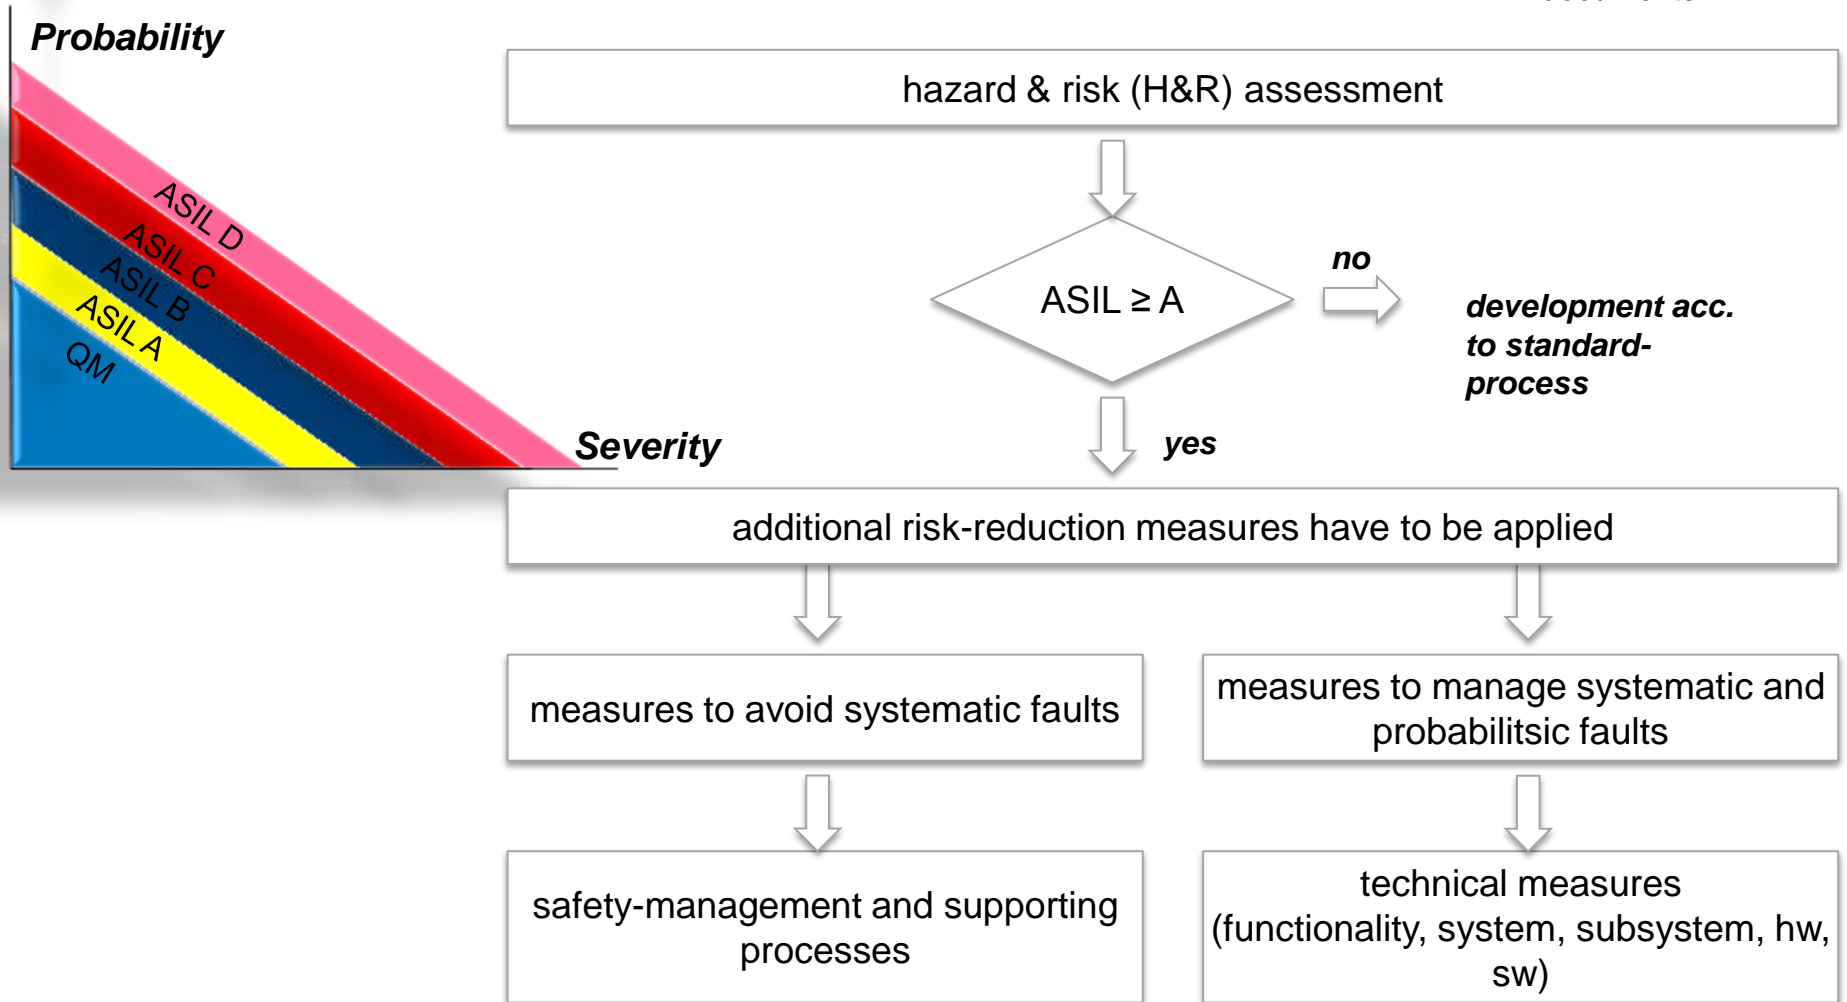 Probability
hazard & risk (H&R) assessment
ASIL D
ASIL C
ASIL B
ASIL A
QM
ASIL ≥ A
no
development acc.
to standard-
process
Severity
yes
additional risk-reduction measures have to be applied
measures to avoid systematic faults
measures to manage systematic and
probabilitsic faults
safety-management and supporting
processes
technical measures
(functionality, system, subsystem, hw,
sw)